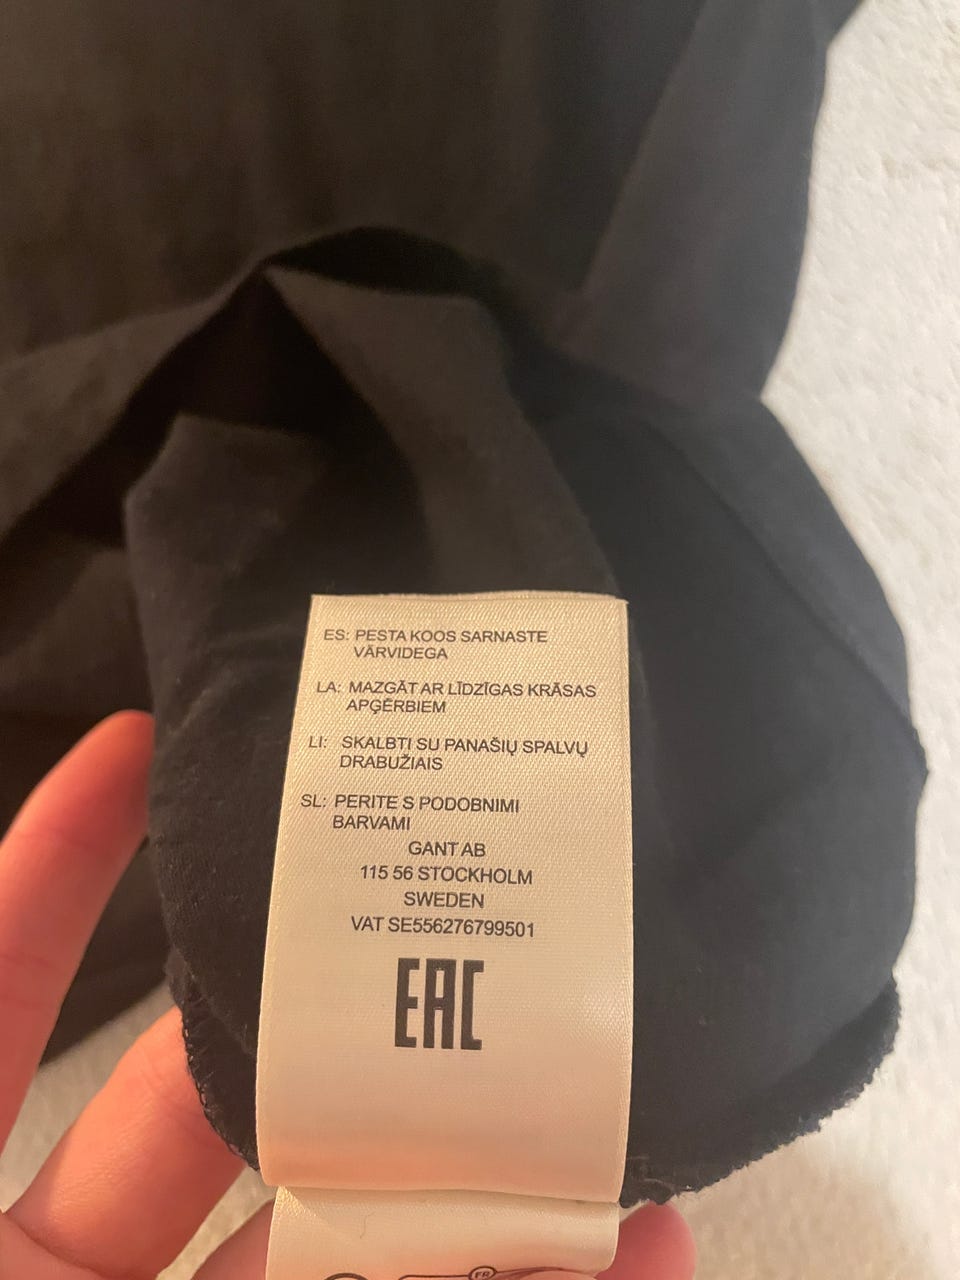 ES: PESTA KOOS SARNASTE
VÄRVIDEGA
LA: MAZGĀT AR LĪDZĪGAS KRĀSAS
APĢĒRBIEM
LI: SKALBTI SU PANAŠIŲ SPALVŲ
DRABUŽIAIS
SL: PERITE S PODOBNIMI
BARVAMI
GANT AB
115 56 STOCKHOLM
SWEDEN
VAT SE556276799501
EAC
FR